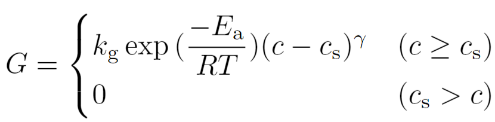 G = { k_g exp (−E_a / RT)(c − c_s)^γ (c ≥ c_s)
0 (c_s > c)